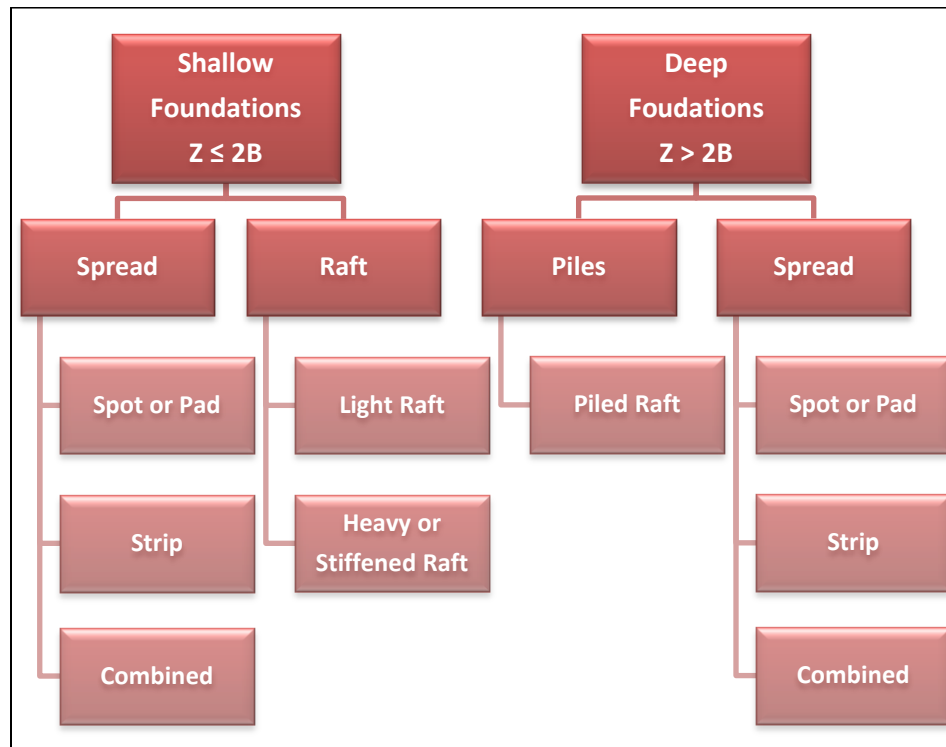 Shallow
Foundations
Z ≤ 2B
Deep
Foudations
Z > 2B
Spread
Raft
Piles
Spread
Spot or Pad
Light Raft
Piled Raft
Spot or Pad
Strip
Heavy or
Stiffened Raft
Strip
Combined
Combined